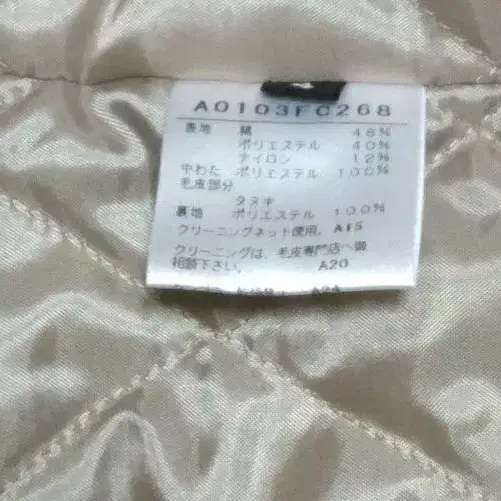 A0103FC268
表地 綿 48%
ポリエステル 40%
ナイロン 12%
中わた ポリエステル 100%
毛皮部分
タヌキ
裏地 ポリエステル 100%
クリーニングネット使用。 A15
クリーニングは、毛皮専門店へ御
相談下さい。 A20
A24